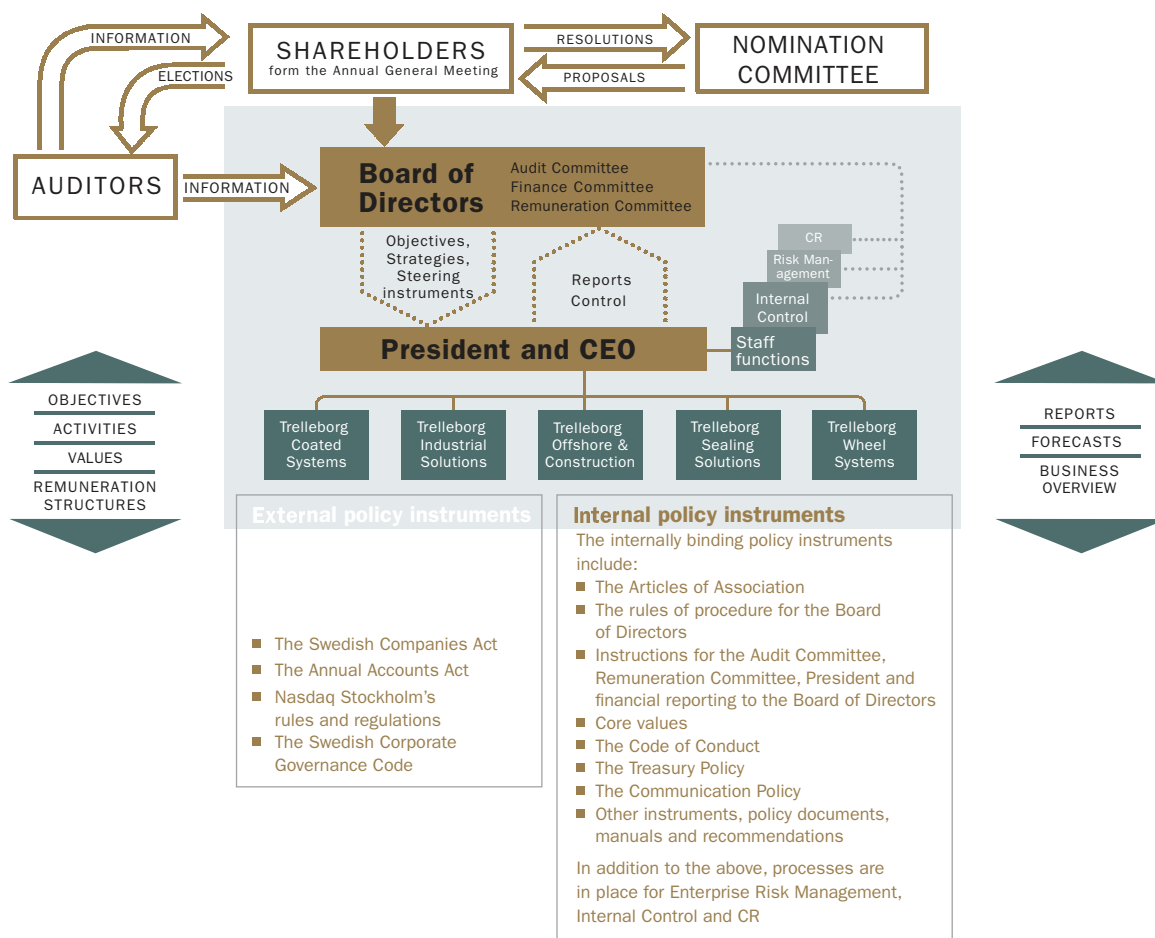 INFORMATION
SHAREHOLDERS
form the Annual General Meeting
RESOLUTIONS
NOMINATION
COMMITTEE
ELECTIONS
PROPOSALS
AUDITORS
INFORMATION
Board of
Directors
Audit Committee
Finance Committee
Remuneration Committee
Objectives,
Strategies,
Steering
instruments
Reports
Control
CR
Risk Man-
agement
Internal
Control
Staff
functions
President and CEO
OBJECTIVES
ACTIVITIES
VALUES
REMUNERATION
STRUCTURES
Trelleborg
Coated
Systems
Trelleborg
Industrial
Solutions
Trelleborg
Offshore &
Construction
Trelleborg
Sealing
Solutions
Trelleborg
Wheel
Systems
REPORTS
FORECASTS
BUSINESS
OVERVIEW
External policy instruments
The Swedish Companies Act
The Annual Accounts Act
Nasdaq Stockholm's
rules and regulations
The Swedish Corporate
Governance Code
Internal policy instruments
The internally binding policy instruments
include:
The Articles of Association
The rules of procedure for the Board
of Directors
Instructions for the Audit Committee,
Remuneration Committee, President and
financial reporting to the Board of Directors
Core values
The Code of Conduct
The Treasury Policy
The Communication Policy
Other instruments, policy documents,
manuals and recommendations
In addition to the above, processes are
in place for Enterprise Risk Management,
Internal Control and CR